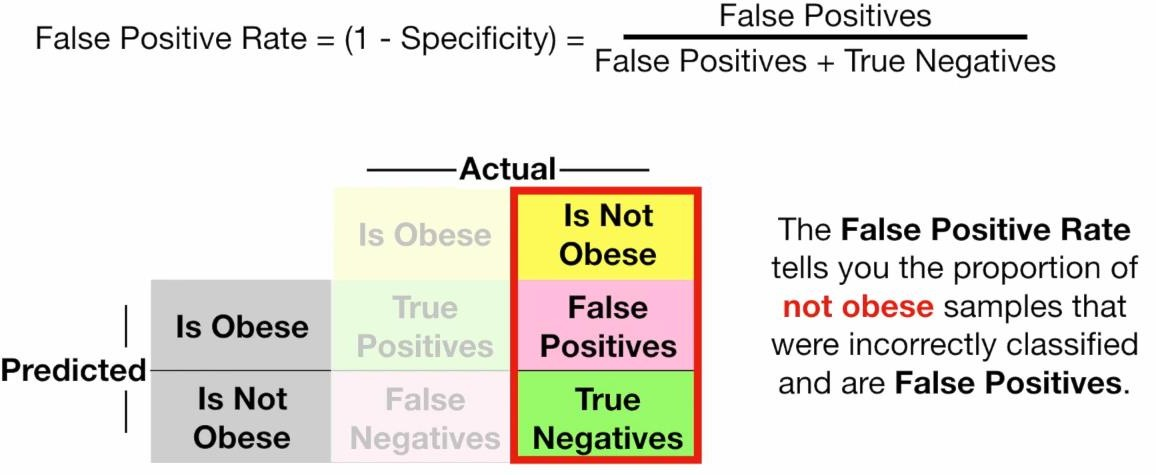 False Positive Rate = (1 - Specificity) = False Positives
False Positives + True Negatives
Actual
Is Obese
Is Not
Obese
Is Obese
True
Positives
False
Positives
Predicted
Is Not
Obese
False
Negatives
True
Negatives
The False Positive Rate
tells you the proportion of
not obese samples that
were incorrectly classified
and are False Positives.